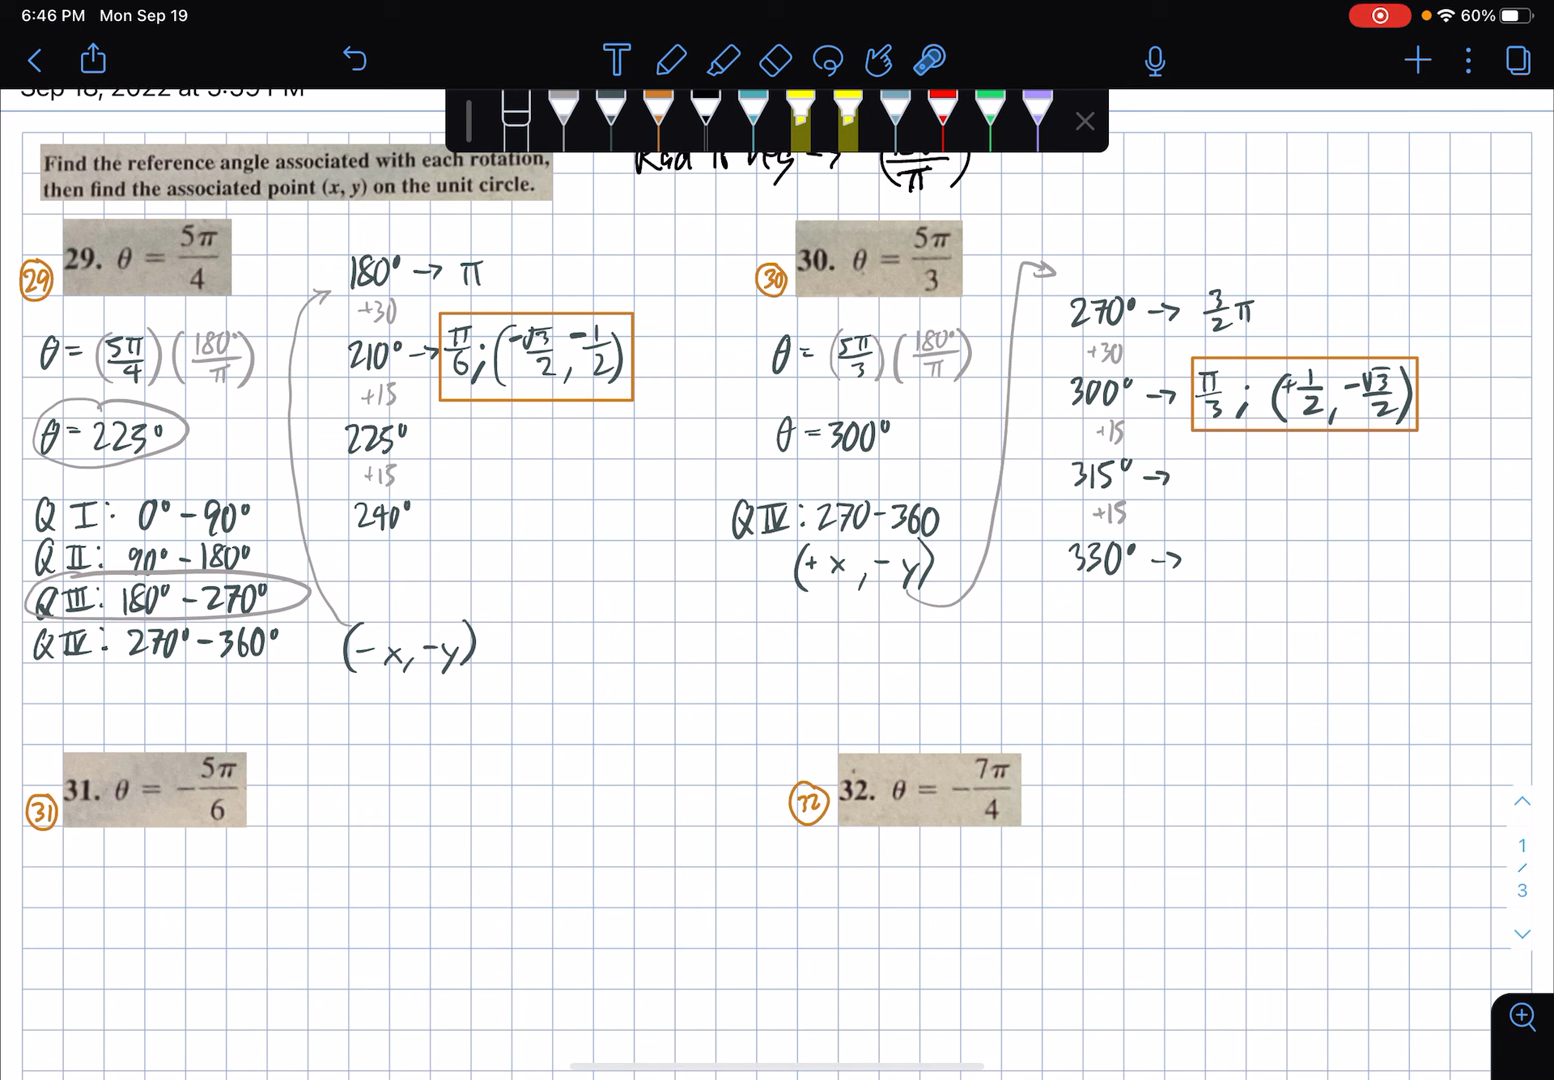 6:46 PM Mon Sep 19
60%
Find the reference angle associated with each rotation,
then find the associated point (x, y) on the unit circle.
29
29. θ = 5π/4
θ = (5π/4)(180°/π)
θ = 225°
Q I: 0° - 90°
Q II: 90° - 180°
Q III: 180° - 270°
Q IV: 270° - 360°
180° → π
+30
210° → π/6 ; (-√3/2, -1/2)
+15
225°
+15
240°
(-x, -y)
30
30. θ = 5π/3
θ = (5π/3)(180°/π)
θ = 300°
Q IV: 270 - 360
(+x, -y)
270° → 3/2 π
+30
300° → π/3 ; (+1/2, -√3/2)
+15
315° →
+15
330° →
31
31. θ = -5π/6
32
32. θ = -7π/4
1
/
3